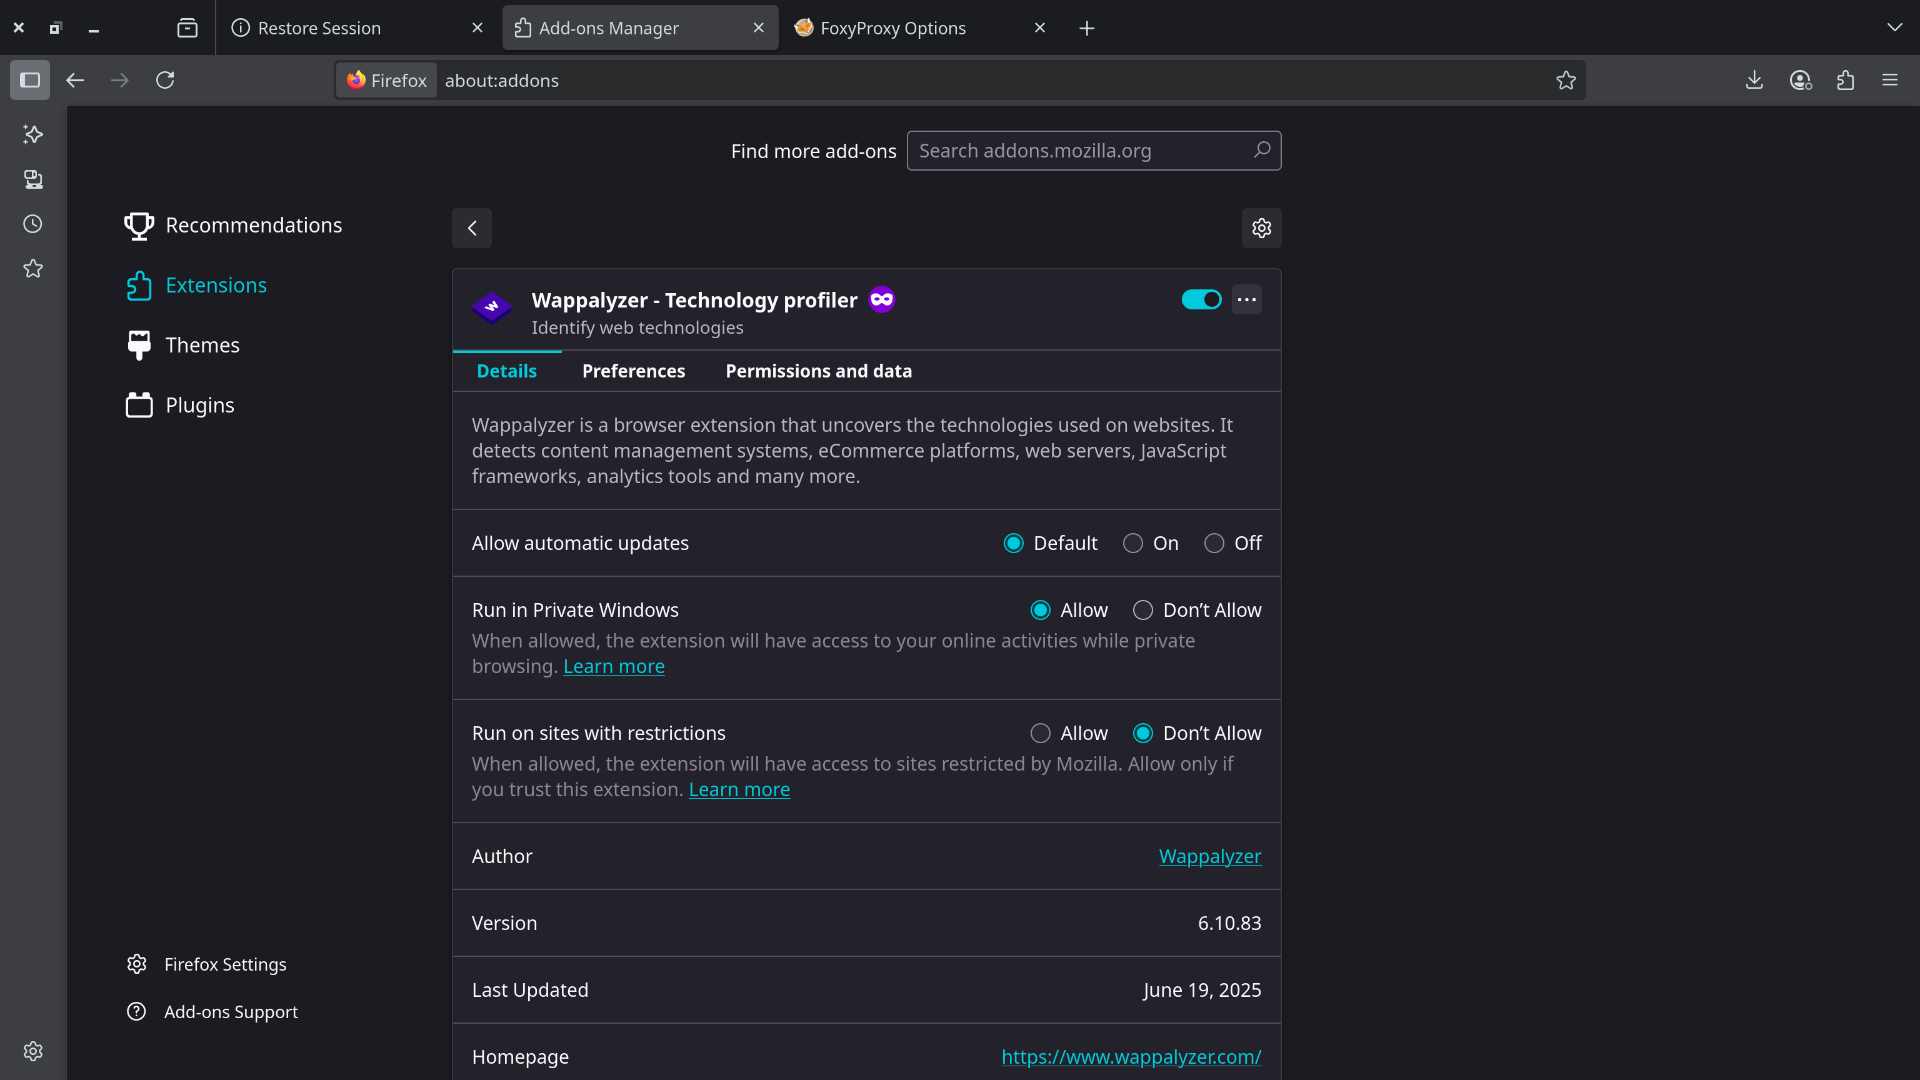 Restore Session
Add-ons Manager
FoxyProxy Options
Firefox
about:addons
Find more add-ons
Search addons.mozilla.org
Recommendations
Extensions
Themes
Plugins
Firefox Settings
Add-ons Support
Wappalyzer - Technology profiler
Identify web technologies
Details
Preferences
Permissions and data
Wappalyzer is a browser extension that uncovers the technologies used on websites. It
detects content management systems, eCommerce platforms, web servers, JavaScript
frameworks, analytics tools and many more.
Allow automatic updates
Default
On
Off
Run in Private Windows
Allow
Don’t Allow
When allowed, the extension will have access to your online activities while private
browsing. Learn more
Run on sites with restrictions
Allow
Don’t Allow
When allowed, the extension will have access to sites restricted by Mozilla. Allow only if
you trust this extension. Learn more
Author
Wappalyzer
Version
6.10.83
Last Updated
June 19, 2025
Homepage
https://www.wappalyzer.com/